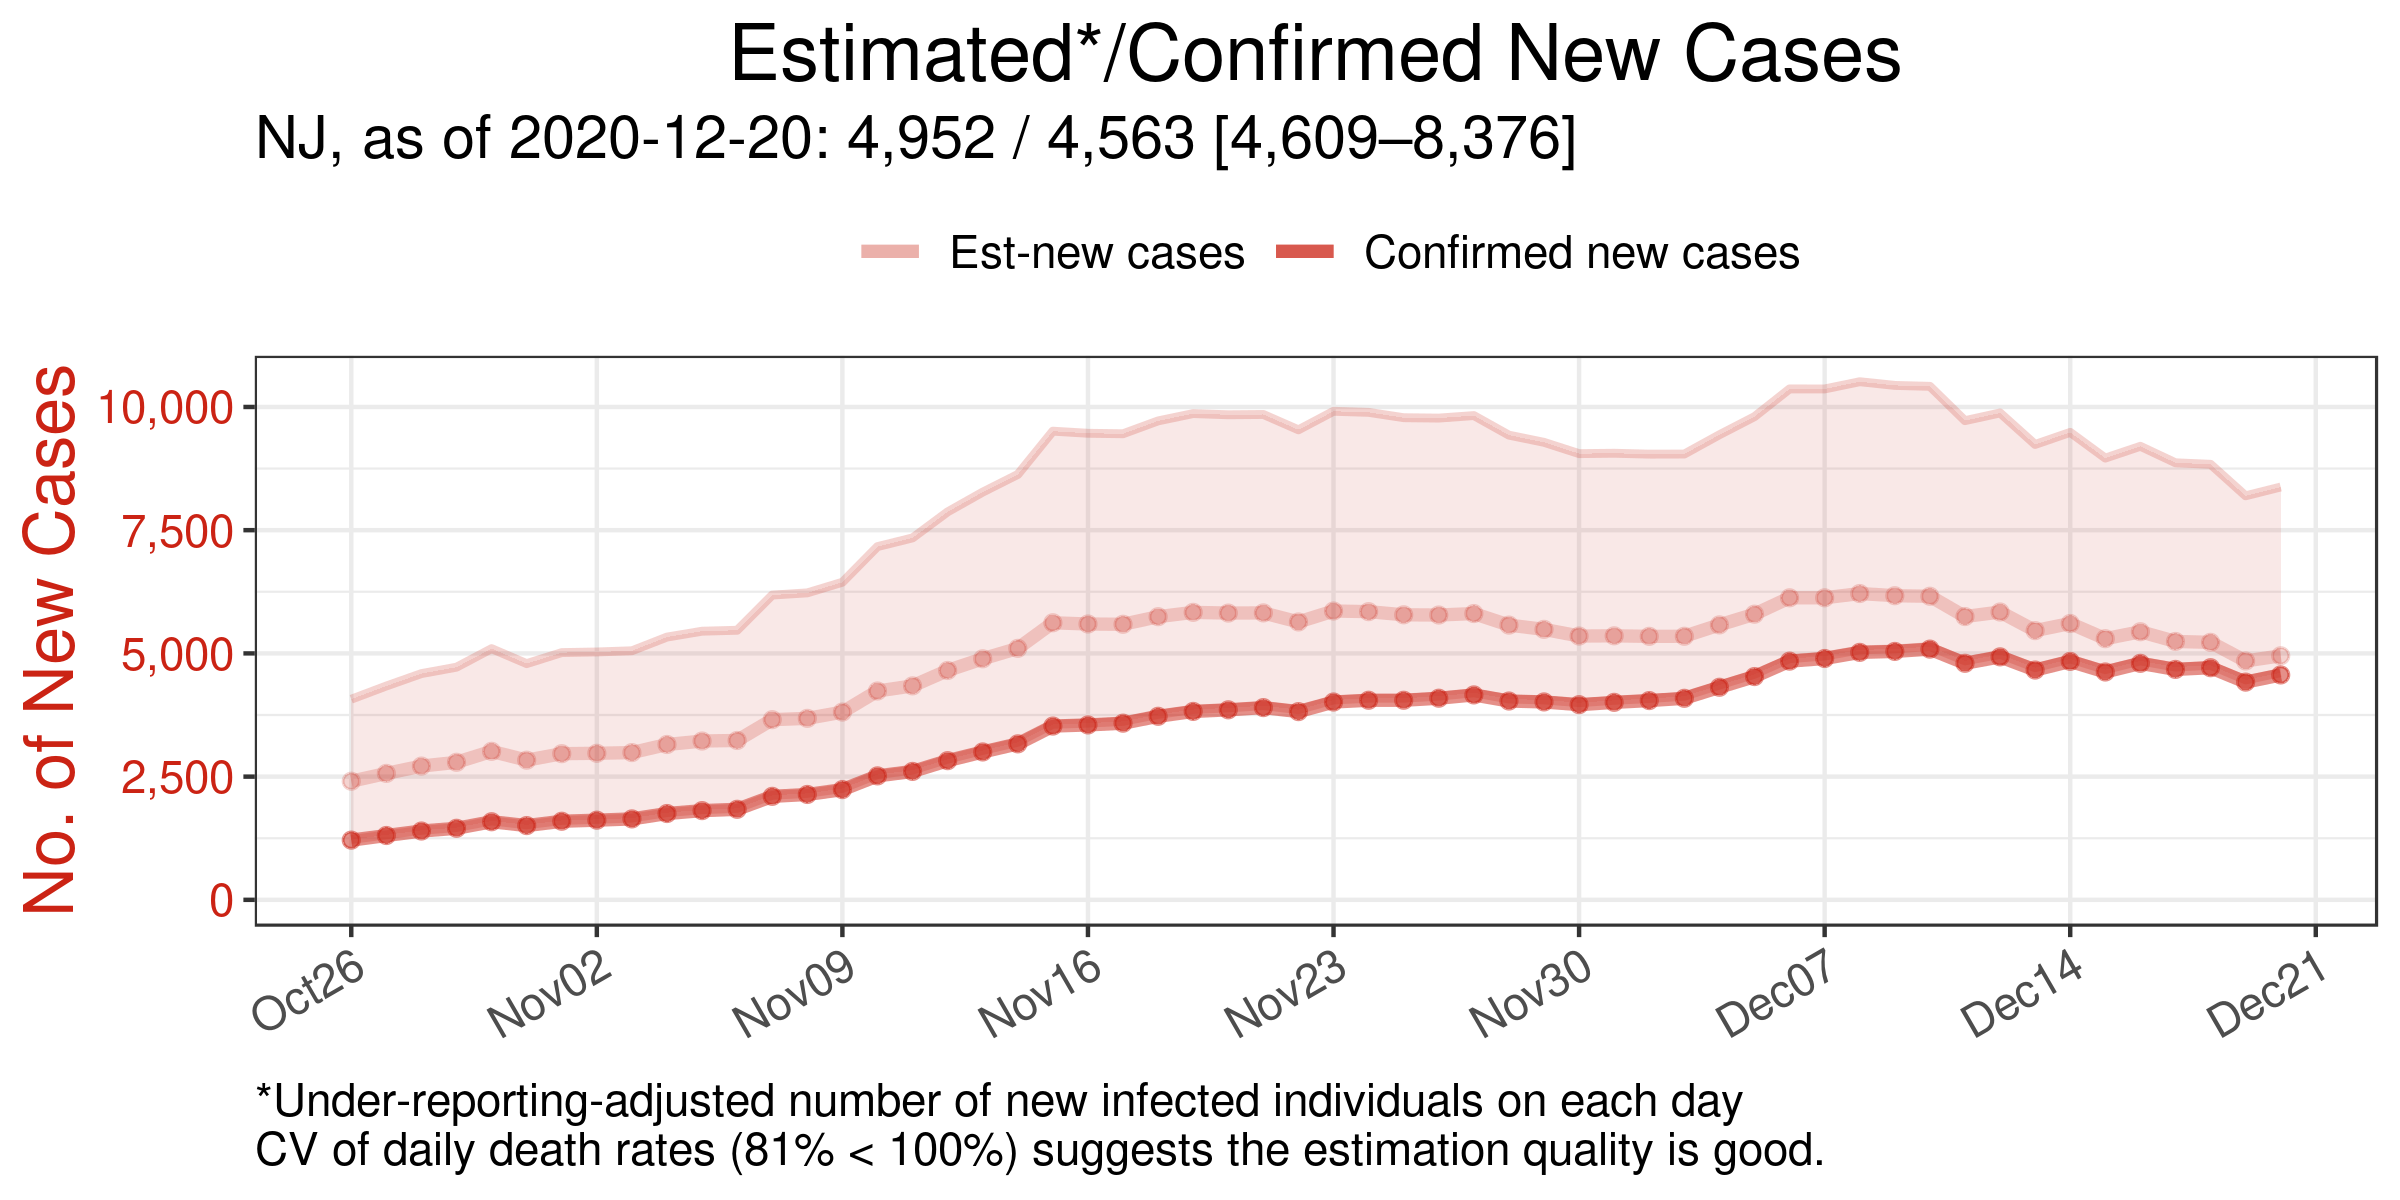 Estimated*/Confirmed New Cases
NJ, as of 2020-12-20: 4,952 / 4,563 [4,609–8,376]
Est-new cases
Confirmed new cases
No. of New Cases
10,000
7,500
5,000
2,500
0
Oct26
Nov02
Nov09
Nov16
Nov23
Nov30
Dec07
Dec14
Dec21
*Under-reporting-adjusted number of new infected individuals on each day
CV of daily death rates (81% < 100%) suggests the estimation quality is good.